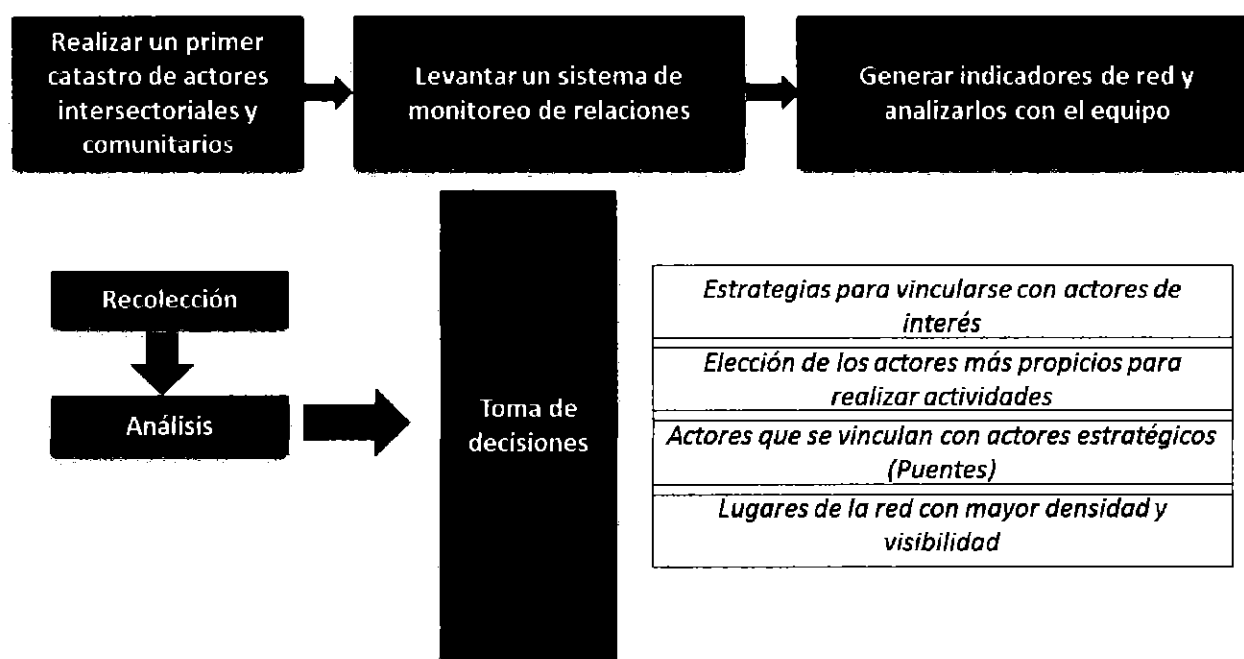 Realizar un primer
catastro de actores
intersectoriales y
comunitarios
Levantar un sistema de
monitoreo de relaciones
Generar indicadores de red y
analizarlos con el equipo
Recolección
Análisis
Toma de
decisiones
Estrategias para vincularse con actores de
interés
Elección de los actores más propicios para
realizar actividades
Actores que se vinculan con actores estratégicos
(Puentes)
Lugares de la red con mayor densidad y
visibilidad